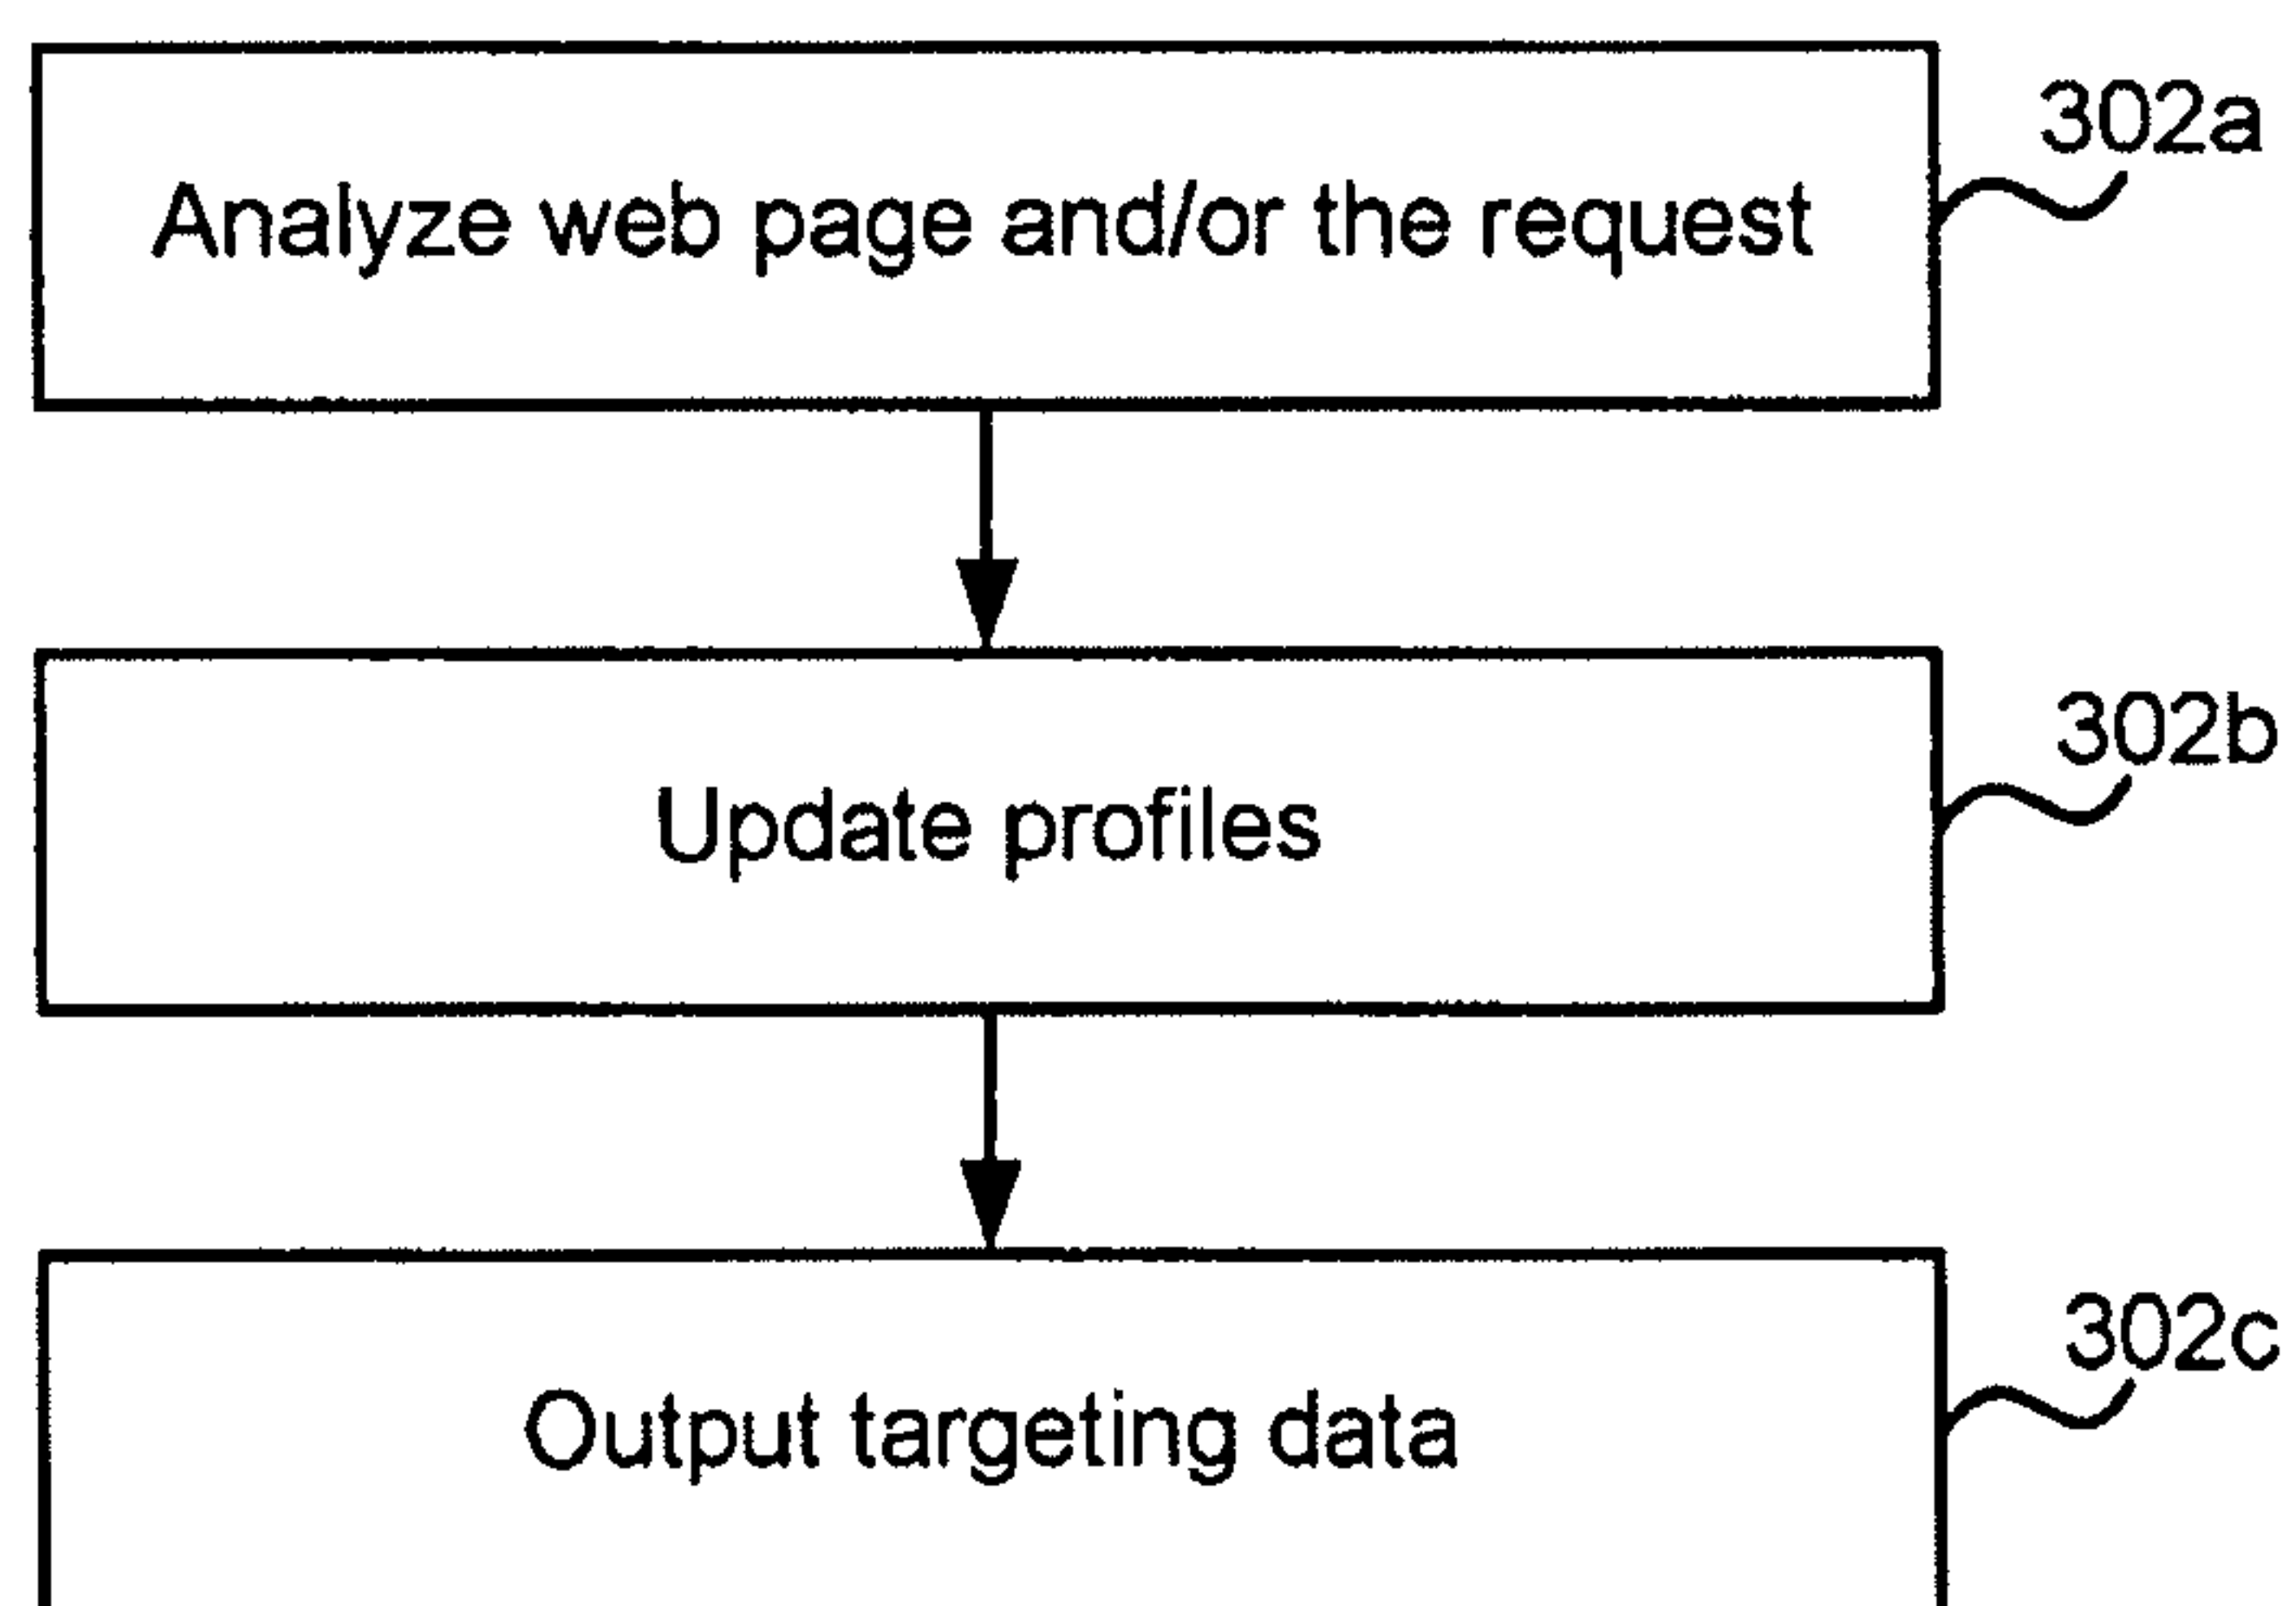 302a
Analyze web page and/or the request
302b
Update profiles
302c
Output targeting data